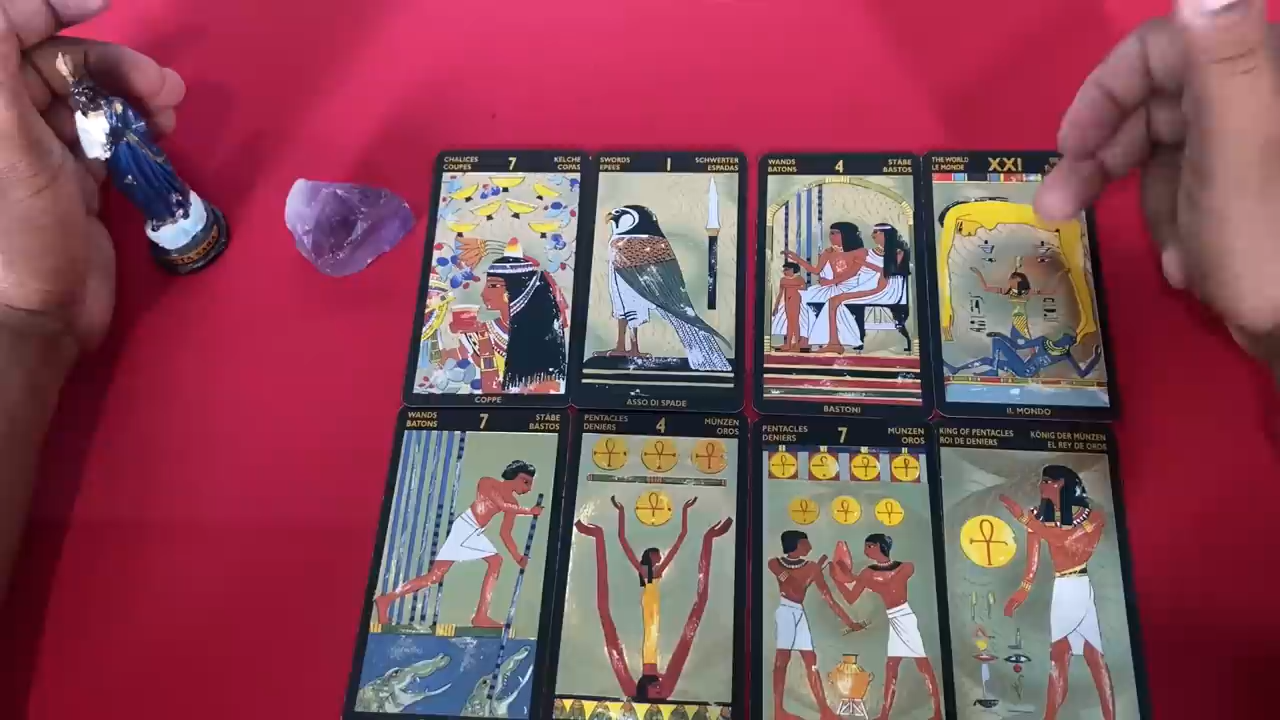 CHALICES 7 KELCHE
COUPES COPAS
COPPE
SWORDS I SCHWERTER
EPEES ESPADAS
ASSO DI SPADE
WANDS 4 STÄBE
BATONS BASTOS
BASTONI
THE WORLD XXI
LE MONDE
IL MONDO
WANDS 7 STÄBE
BATONS BASTOS
PENTACLES 4 MÜNZEN
DENIERS OROS
PENTACLES 7 MÜNZEN
DENIERS OROS
KING OF PENTACLES KÖNIG DER MÜNZEN
ROI DE DENIERS EL REY DE OROS